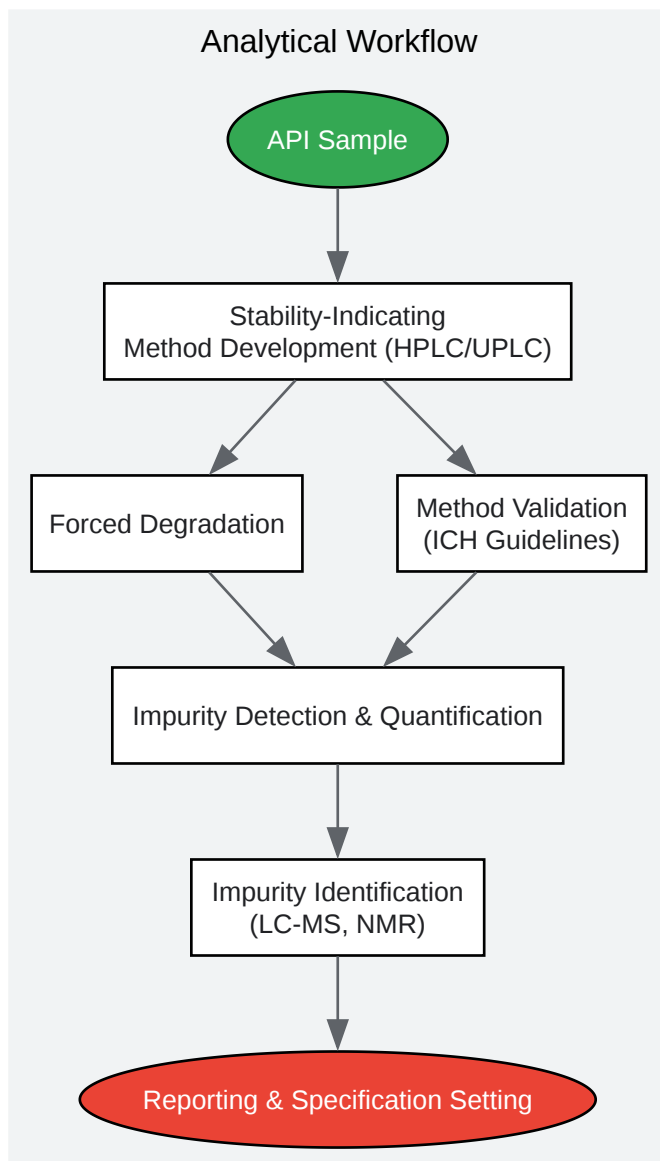 Analytical Workflow
API Sample
Stability-Indicating
Method Development (HPLC/UPLC)
Forced Degradation
Method Validation
(ICH Guidelines)
Impurity Detection & Quantification
Impurity Identification
(LC-MS, NMR)
Reporting & Specification Setting